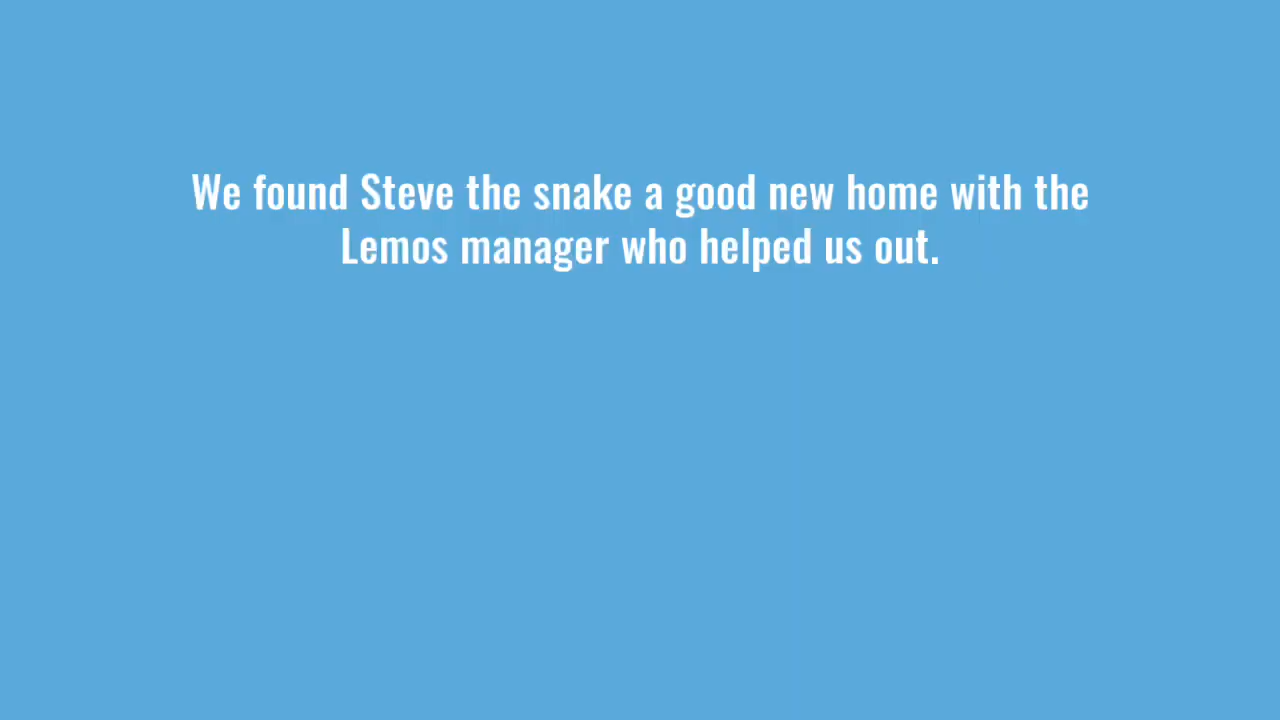 We found Steve the snake a good new home with the
Lemos manager who helped us out.